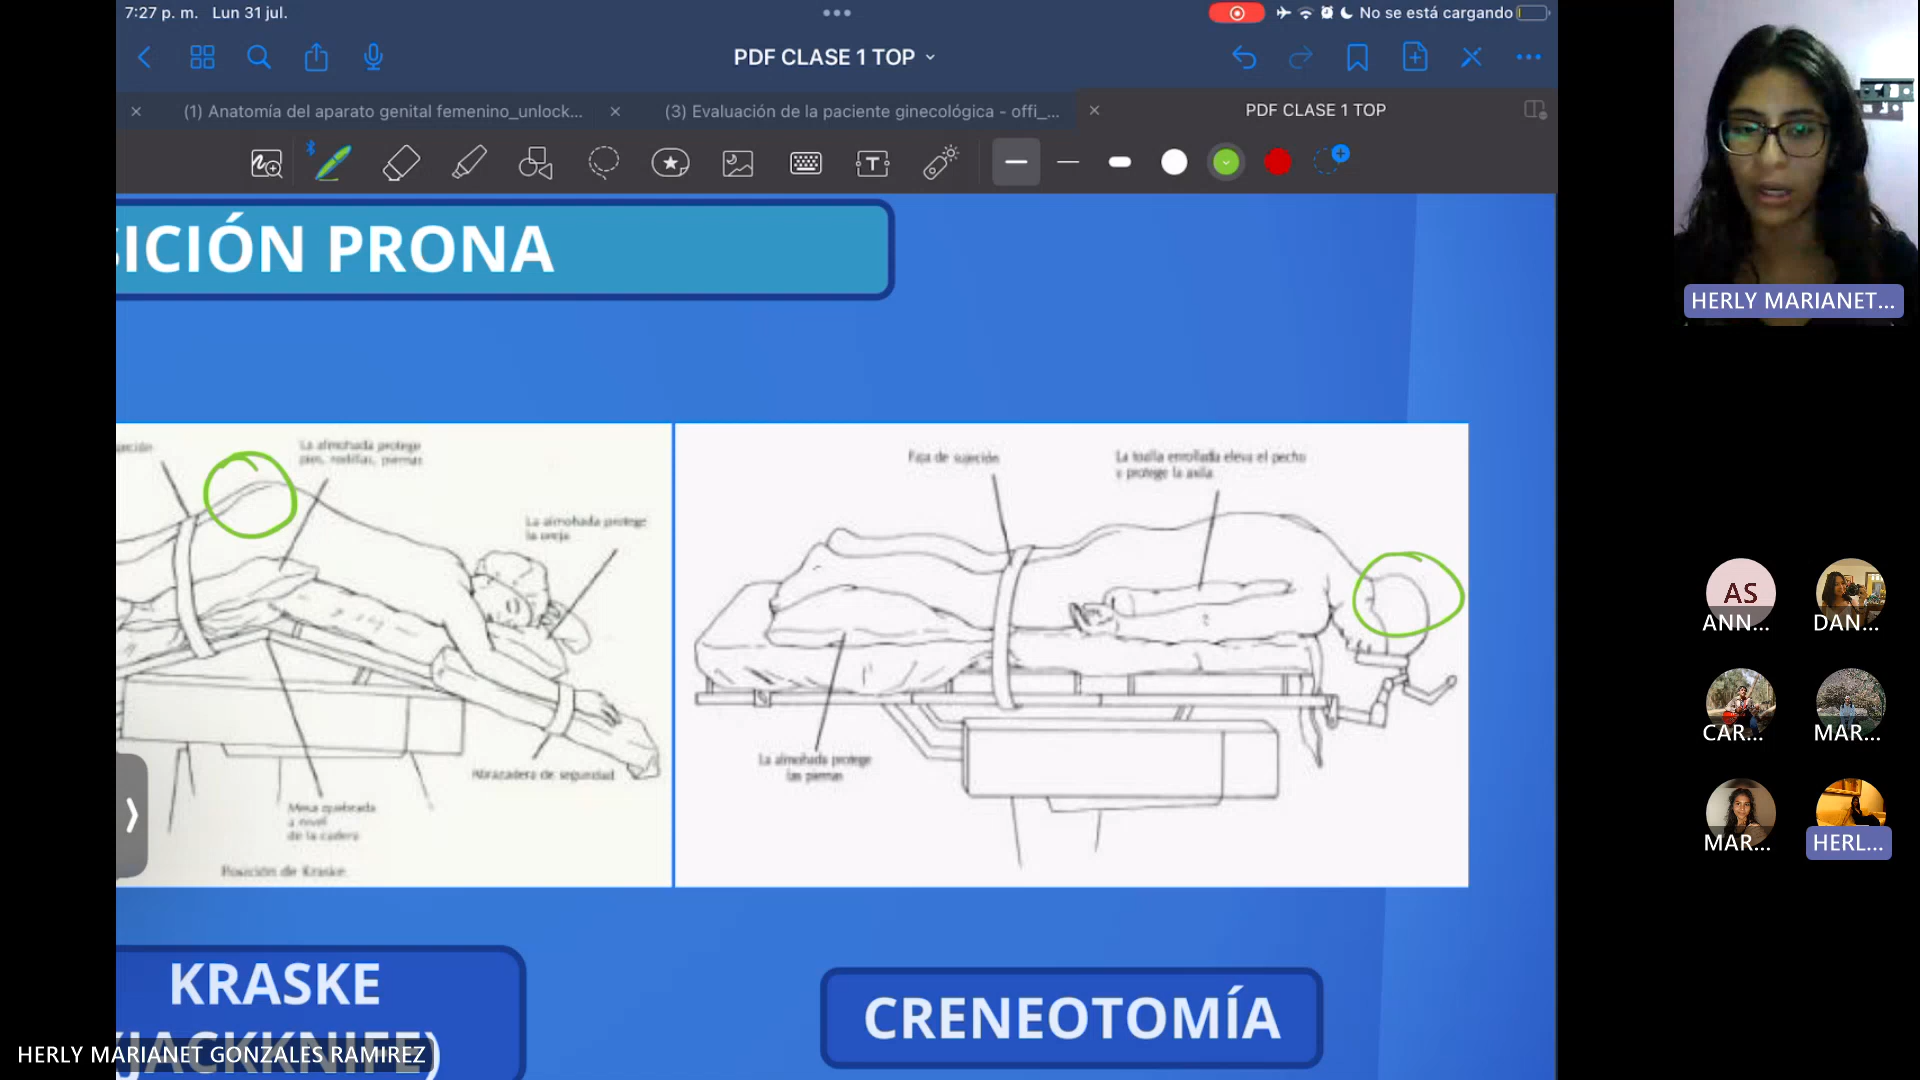 7:27 p. m. Lun 31 jul.
No se está cargando
PDF CLASE 1 TOP
(1) Anatomía del aparato genital femenino_unlock...
(3) Evaluación de la paciente ginecológica - offi_...
PDF CLASE 1 TOP
SICIÓN PRONA
La almohada protege
pies, rodillas, piernas
La almohada protege
la oreja
Abrazadera de seguridad
Mesa quebrada
a nivel
de la cadera
Posición de Kraske
Faja de sujeción
La toalla enrollada eleva el pecho
y protege la axila
La almohada protege
las piernas
KRASKE
(JACKKNIFE)
CRENEOTOMÍA
HERLY MARIANET GONZALES RAMIREZ
HERLY MARIANET...
AS
ANN...
DAN...
CAR...
MAR...
MAR...
HERL...